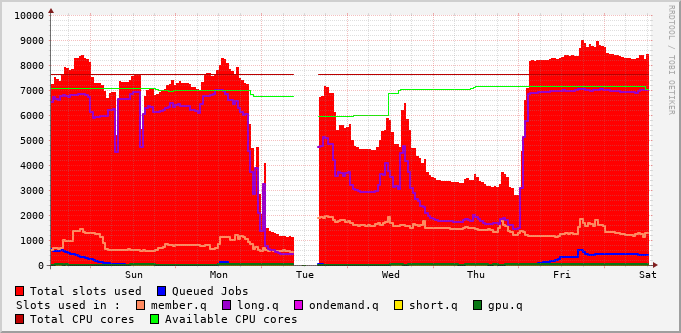 10000
9000
8000
7000
6000
5000
4000
3000
2000
1000
0
Sun Mon Tue Wed Thu Fri Sat
RRDTOOL / TOBI OETIKER
Total slots used Queued Jobs
Slots used in : member.q long.q ondemand.q short.q gpu.q
Total CPU cores Available CPU cores